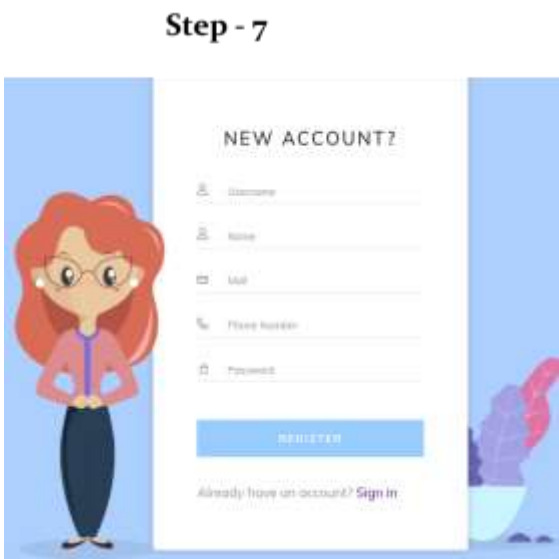 Step - 7
NEW ACCOUNT?
Username
Name
Mail
Phone Number
Password
REGISTER
Already have an account? Sign in